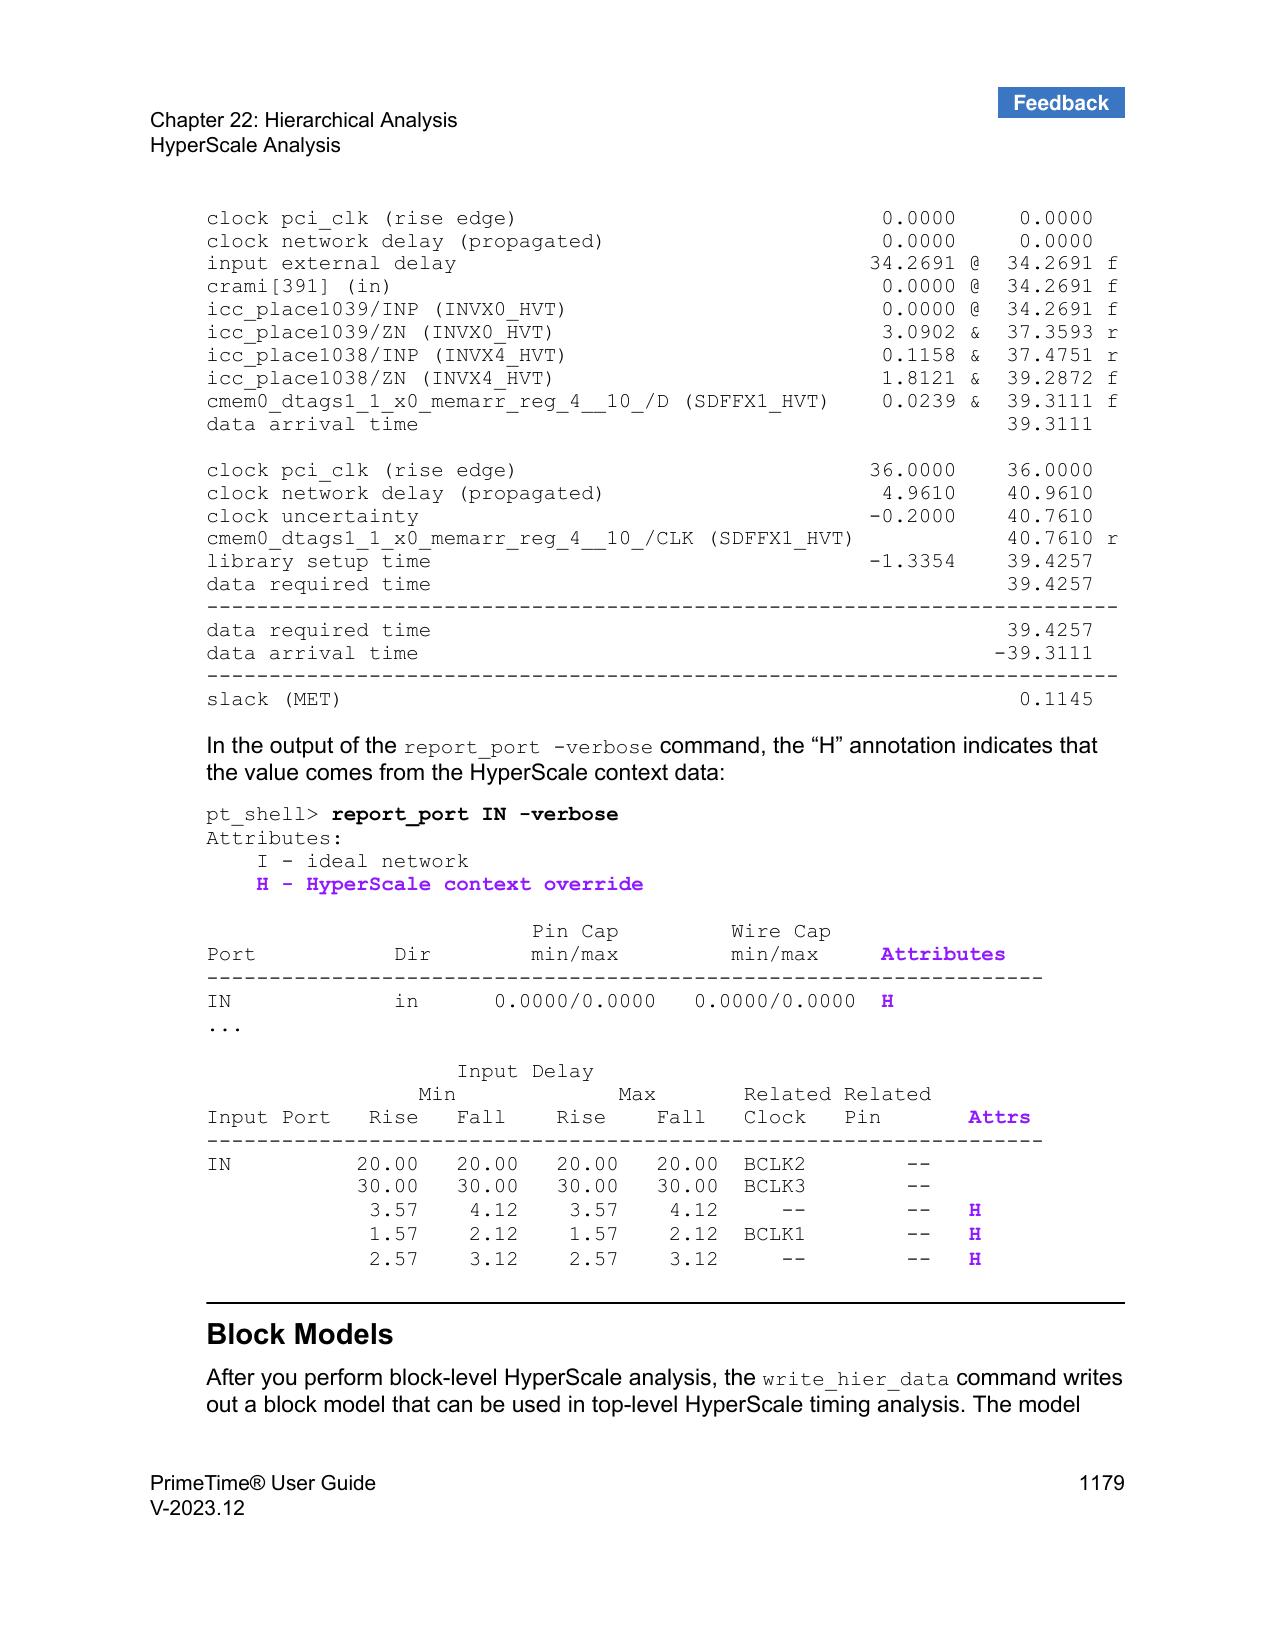 Feedback
Chapter 22: Hierarchical Analysis
HyperScale Analysis
clock pci_clk (rise edge) 0.0000 0.0000
clock network delay (propagated) 0.0000 0.0000
input external delay 34.2691 @ 34.2691 f
crami[391] (in) 0.0000 @ 34.2691 f
icc_place1039/INP (INVX0_HVT) 0.0000 @ 34.2691 f
icc_place1039/ZN (INVX0_HVT) 3.0902 & 37.3593 r
icc_place1038/INP (INVX4_HVT) 0.1158 & 37.4751 r
icc_place1038/ZN (INVX4_HVT) 1.8121 & 39.2872 f
cmem0_dtags1_1_x0_memarr_reg_4__10_/D (SDFFX1_HVT) 0.0239 & 39.3111 f
data arrival time 39.3111
clock pci_clk (rise edge) 36.0000 36.0000
clock network delay (propagated) 4.9610 40.9610
clock uncertainty -0.2000 40.7610
cmem0_dtags1_1_x0_memarr_reg_4__10_/CLK (SDFFX1_HVT) 40.7610 r
library setup time -1.3354 39.4257
data required time 39.4257
-------------------------------------------------------------------------
data required time 39.4257
data arrival time -39.3111
-------------------------------------------------------------------------
slack (MET) 0.1145
In the output of the report_port -verbose command, the “H” annotation indicates that
the value comes from the HyperScale context data:
pt_shell> report_port IN -verbose
Attributes:
I - ideal network
H - HyperScale context override
Pin Cap Wire Cap
Port Dir min/max min/max Attributes
-------------------------------------------------------------------
IN in 0.0000/0.0000 0.0000/0.0000 H
...
Input Delay
Min Max Related Related
Input Port Rise Fall Rise Fall Clock Pin Attrs
-------------------------------------------------------------------
IN 20.00 20.00 20.00 20.00 BCLK2 --
30.00 30.00 30.00 30.00 BCLK3 --
3.57 4.12 3.57 4.12 -- -- H
1.57 2.12 1.57 2.12 BCLK1 -- H
2.57 3.12 2.57 3.12 -- -- H
Block Models
After you perform block-level HyperScale analysis, the write_hier_data command writes
out a block model that can be used in top-level HyperScale timing analysis. The model
PrimeTime® User Guide 1179
V-2023.12